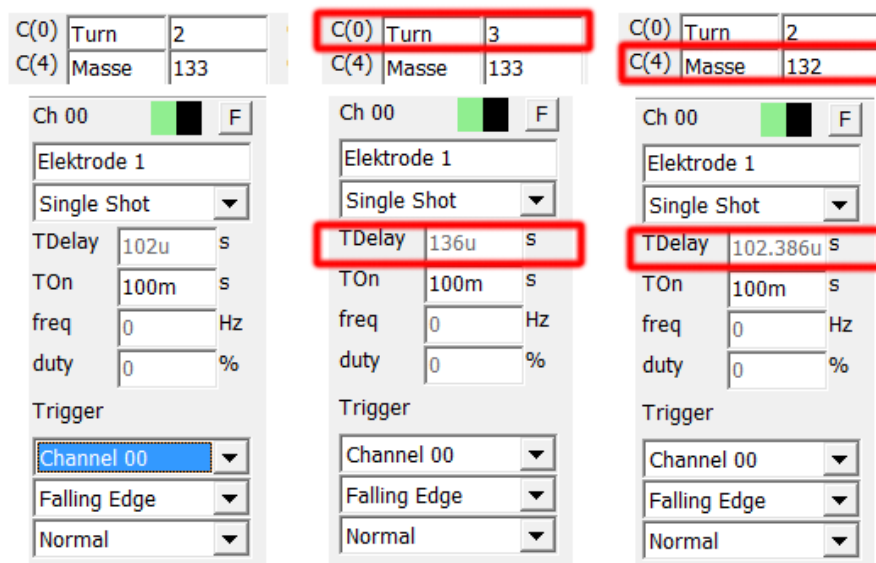 C(0) Turn 2
C(4) Masse 133
Ch 00 F
Elektrode 1
Single Shot
TDelay 102u s
TOn 100m s
freq 0 Hz
duty 0 %
Trigger
Channel 00
Falling Edge
Normal
C(0) Turn 3
C(4) Masse 133
Ch 00 F
Elektrode 1
Single Shot
TDelay 136u s
TOn 100m s
freq 0 Hz
duty 0 %
Trigger
Channel 00
Falling Edge
Normal
C(0) Turn 2
C(4) Masse 132
Ch 00 F
Elektrode 1
Single Shot
TDelay 102.386u s
TOn 100m s
freq 0 Hz
duty 0 %
Trigger
Channel 00
Falling Edge
Normal